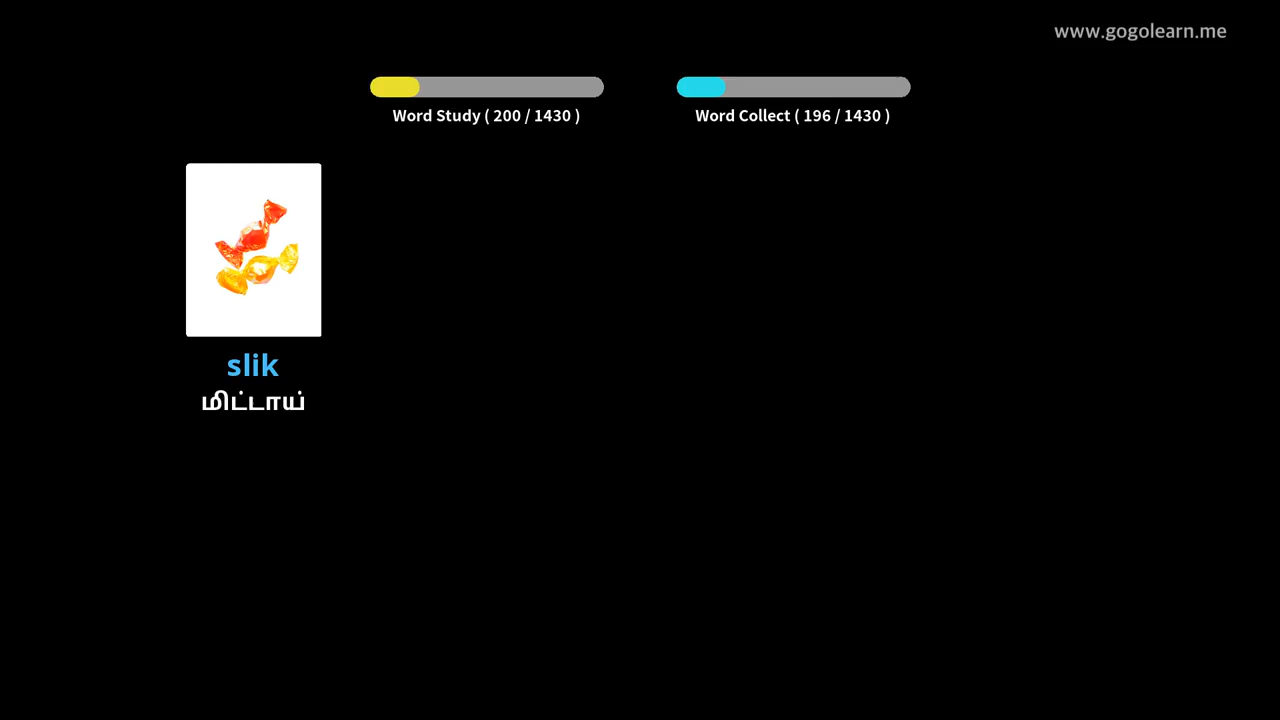 www.gogolearn.me
Word Study ( 200 / 1430 )
Word Collect ( 196 / 1430 )
slik
மிட்டாய்